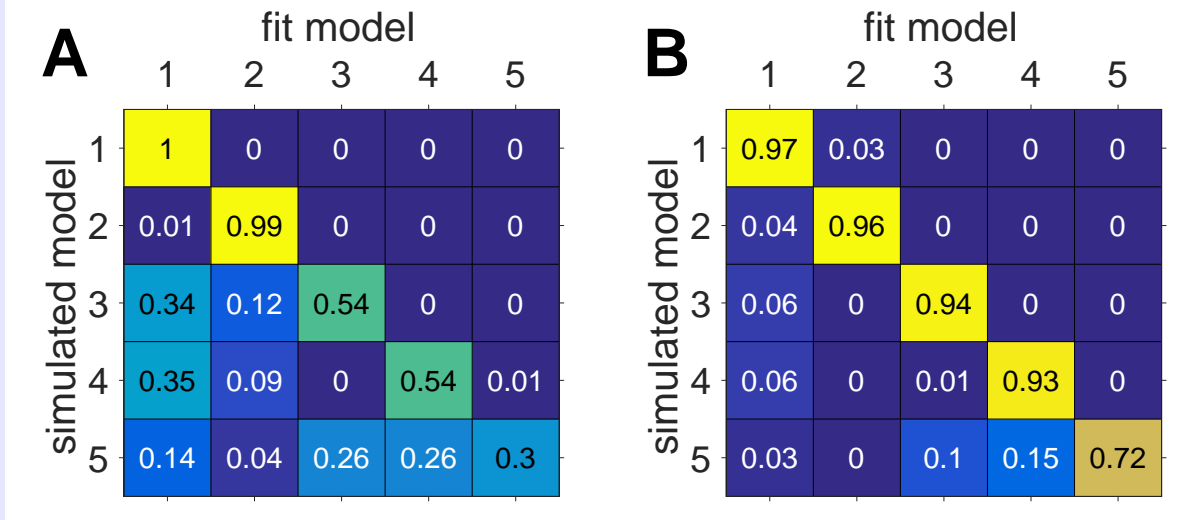 A
fit model
1 2 3 4 5
simulated model
1 1 0 0 0 0
2 0.01 0.99 0 0 0
3 0.34 0.12 0.54 0 0
4 0.35 0.09 0 0.54 0.01
5 0.14 0.04 0.26 0.26 0.3
B
fit model
1 2 3 4 5
simulated model
1 0.97 0.03 0 0 0
2 0.04 0.96 0 0 0
3 0.06 0 0.94 0 0
4 0.06 0 0.01 0.93 0
5 0.03 0 0.1 0.15 0.72